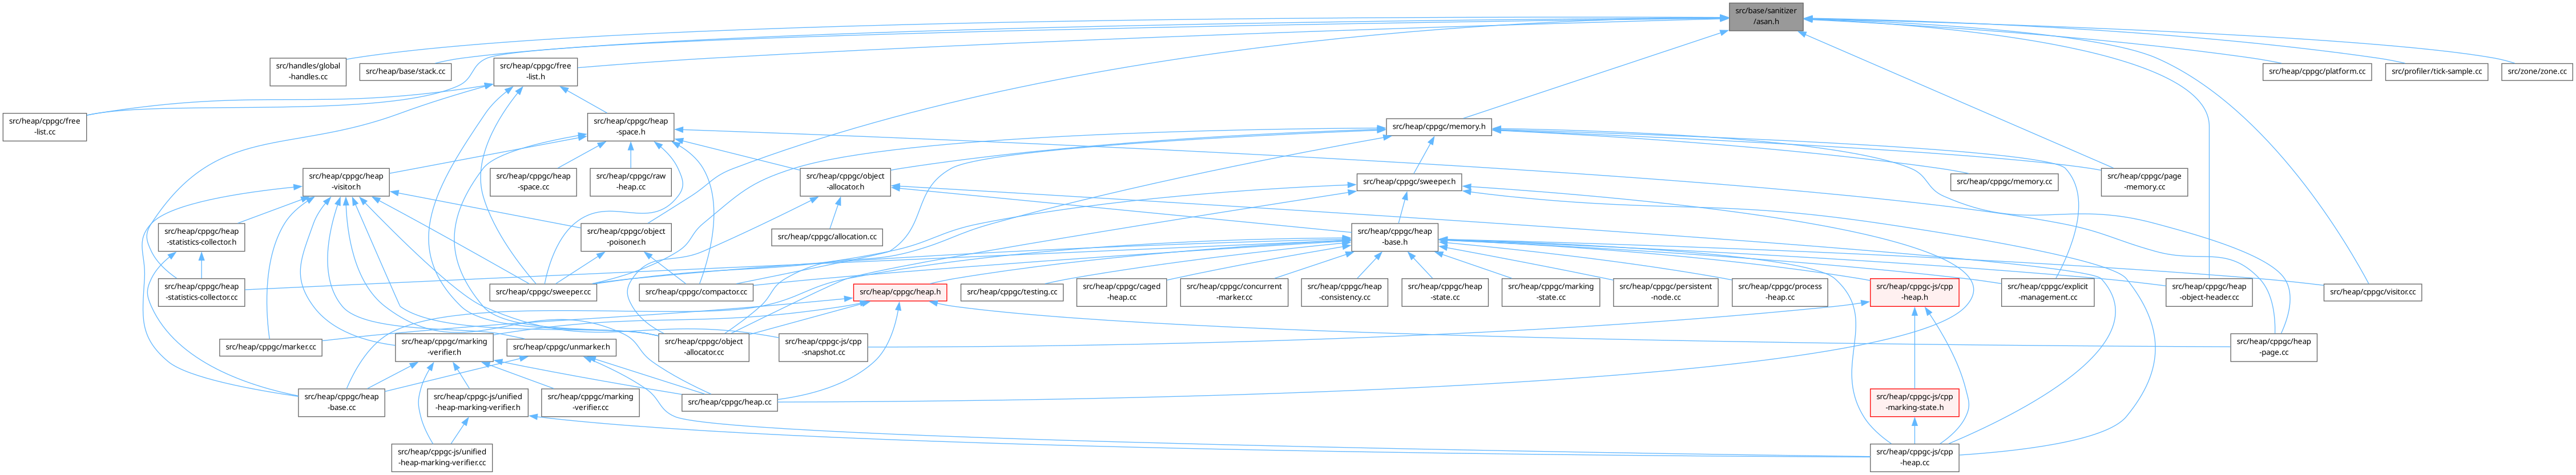 src/base/sanitizer
/asan.h
src/handles/global
-handles.cc
src/heap/base/stack.cc
src/heap/cppgc/free
-list.h
src/heap/cppgc/platform.cc
src/profiler/tick-sample.cc
src/zone/zone.cc
src/heap/cppgc/free
-list.cc
src/heap/cppgc/heap
-space.h
src/heap/cppgc/memory.h
src/heap/cppgc/heap
-visitor.h
src/heap/cppgc/heap
-space.cc
src/heap/cppgc/raw
-heap.cc
src/heap/cppgc/object
-allocator.h
src/heap/cppgc/sweeper.h
src/heap/cppgc/memory.cc
src/heap/cppgc/page
-memory.cc
src/heap/cppgc/heap
-statistics-collector.h
src/heap/cppgc/object
-poisoner.h
src/heap/cppgc/allocation.cc
src/heap/cppgc/heap
-base.h
src/heap/cppgc/heap
-statistics-collector.cc
src/heap/cppgc/sweeper.cc
src/heap/cppgc/compactor.cc
src/heap/cppgc/heap.h
src/heap/cppgc/testing.cc
src/heap/cppgc/caged
-heap.cc
src/heap/cppgc/concurrent
-marker.cc
src/heap/cppgc/heap
-consistency.cc
src/heap/cppgc/heap
-state.cc
src/heap/cppgc/marking
-state.cc
src/heap/cppgc/persistent
-node.cc
src/heap/cppgc/process
-heap.cc
src/heap/cppgc-js/cpp
-heap.h
src/heap/cppgc/explicit
-management.cc
src/heap/cppgc/heap
-object-header.cc
src/heap/cppgc/visitor.cc
src/heap/cppgc/marker.cc
src/heap/cppgc/marking
-verifier.h
src/heap/cppgc/unmarker.h
src/heap/cppgc/object
-allocator.cc
src/heap/cppgc-js/cpp
-snapshot.cc
src/heap/cppgc/heap
-page.cc
src/heap/cppgc/heap
-base.cc
src/heap/cppgc-js/unified
-heap-marking-verifier.h
src/heap/cppgc/marking
-verifier.cc
src/heap/cppgc/heap.cc
src/heap/cppgc-js/cpp
-marking-state.h
src/heap/cppgc-js/unified
-heap-marking-verifier.cc
src/heap/cppgc-js/cpp
-heap.cc